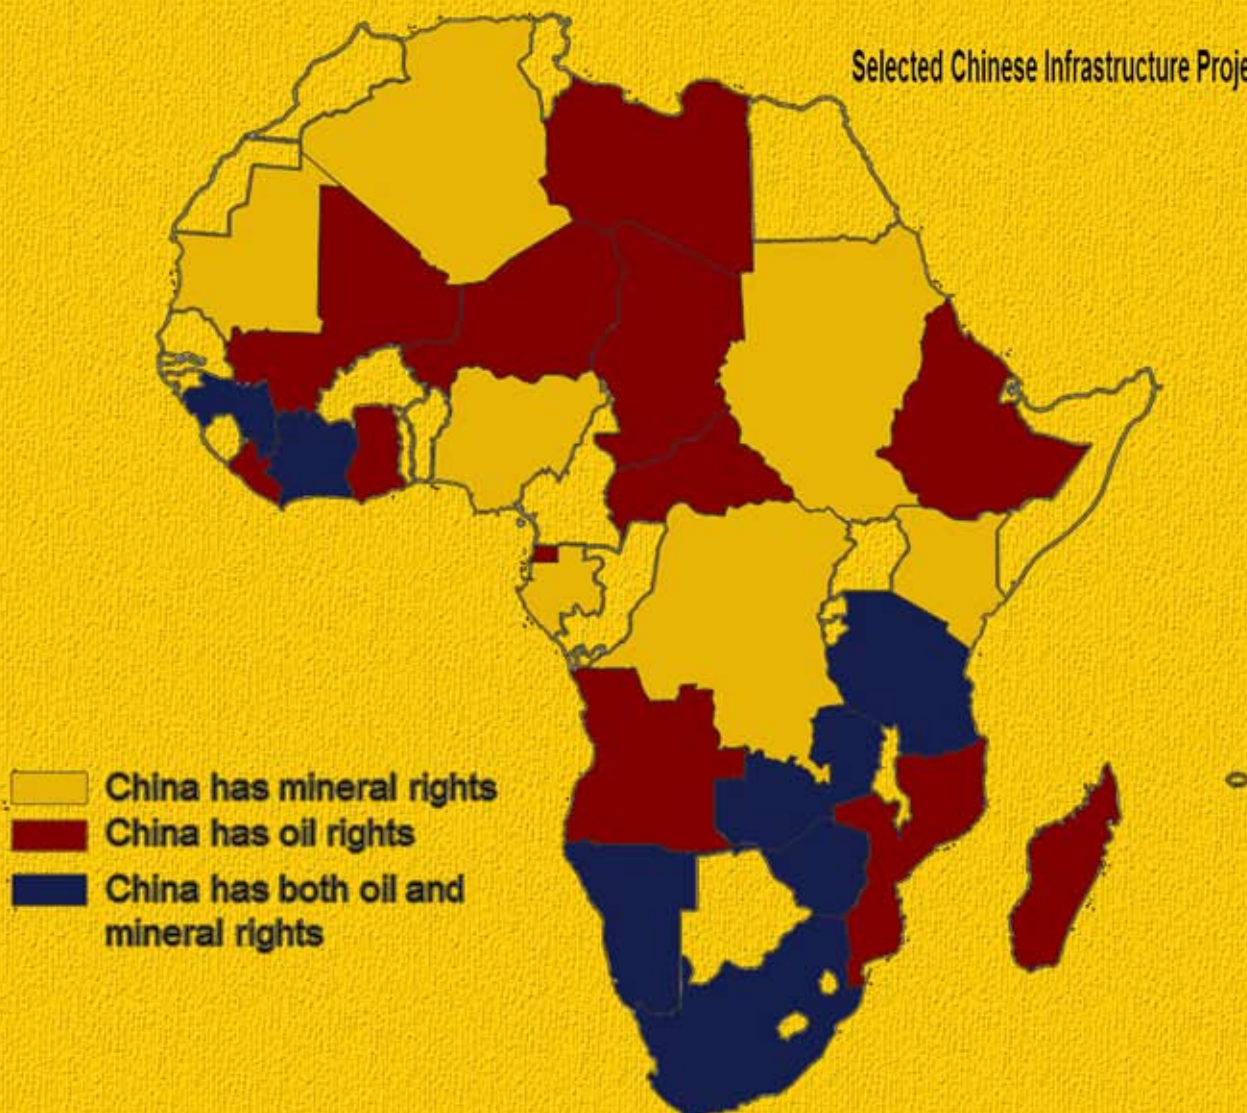 Selected Chinese Infrastructure Proje
China has mineral rights
China has oil rights
China has both oil and
mineral rights